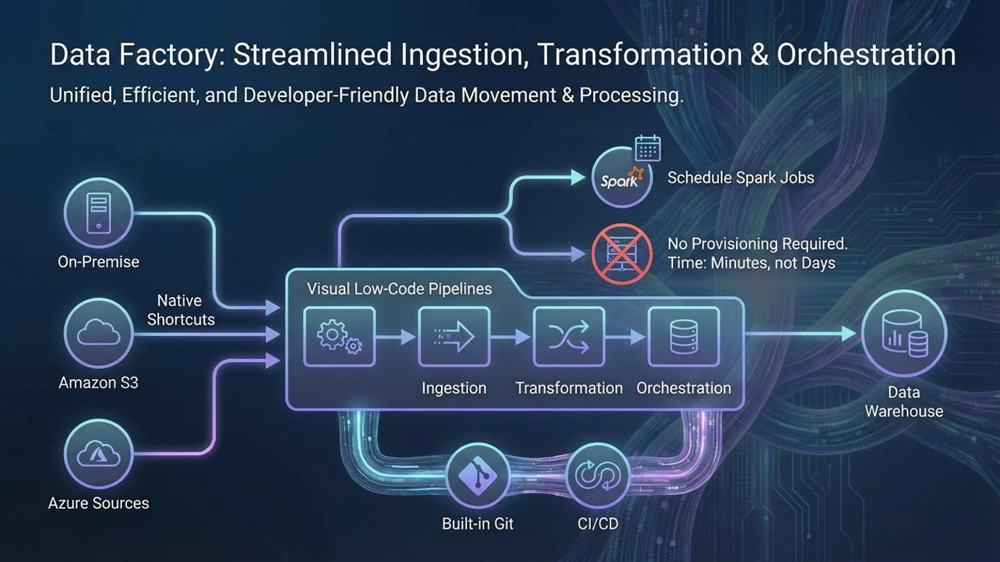 Data Factory: Streamlined Ingestion, Transformation & Orchestration
Unified, Efficient, and Developer-Friendly Data Movement & Processing.
Spark
Schedule Spark Jobs
No Provisioning Required.
Time: Minutes, not Days
On-Premise
Native
Shortcuts
Amazon S3
Azure Sources
Visual Low-Code Pipelines
Ingestion
Transformation
Orchestration
Data
Warehouse
Built-in Git
CI/CD